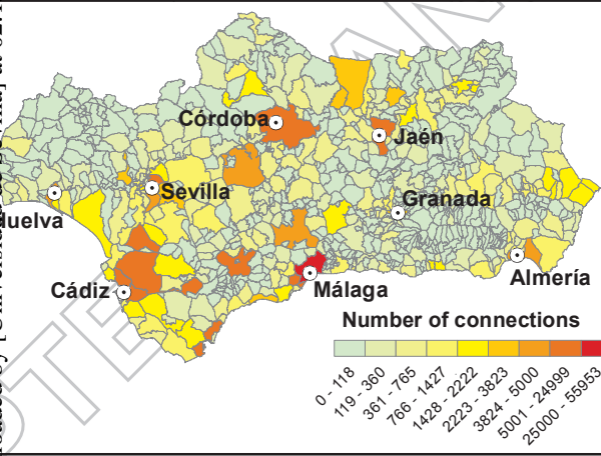 Córdoba
Jaén
Sevilla
Granada
uelva
Cádiz
Málaga
Almería
Number of connections
0 - 118
119 - 360
361 - 765
766 - 1427
1428 - 2222
2223 - 3823
3824 - 5000
5001 - 24999
25000 - 55953